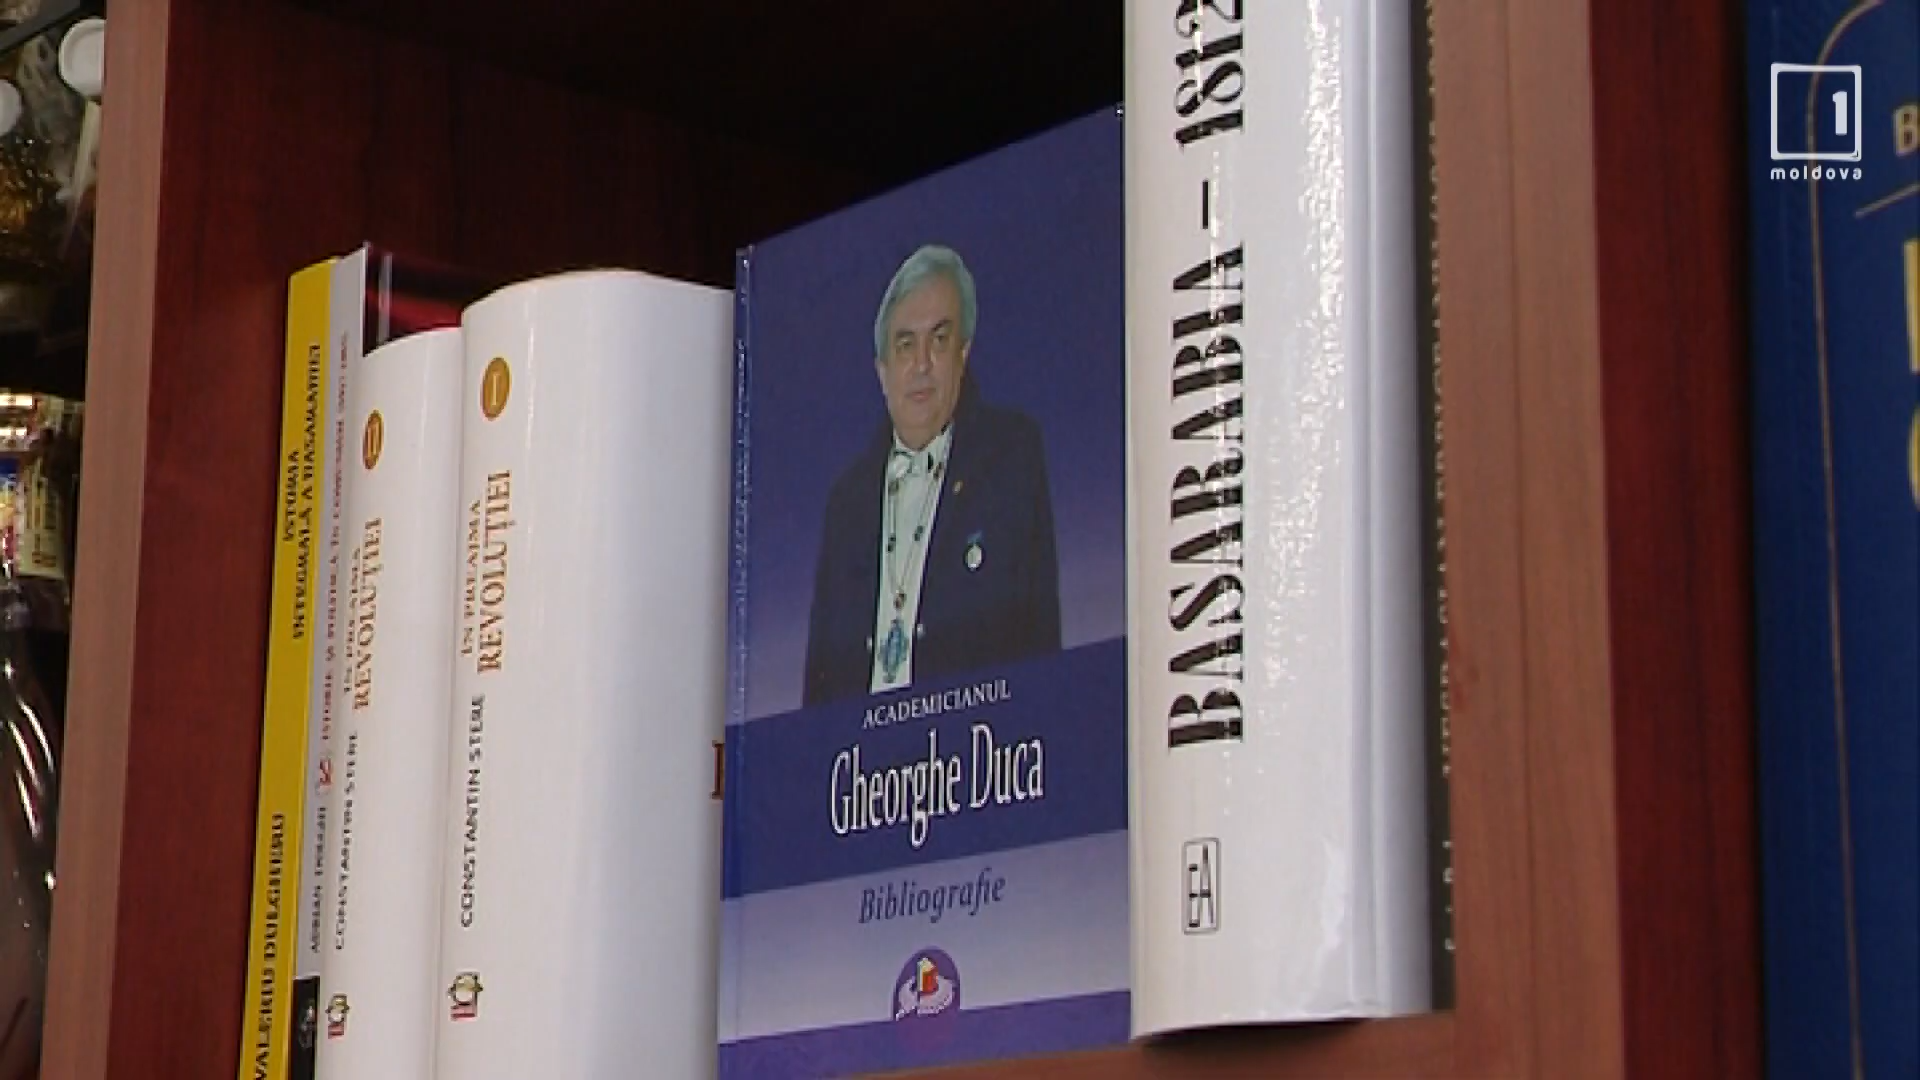 VALERIU DULGHERU
ISTORIA
INTEGRALĂ A BASARABIEI
CONSTANTIN STERE
ÎN PREAJMA
REVOLUȚIEI
II
CONSTANTIN STERE
ÎN PREAJMA
REVOLUȚIEI
I
ACADEMICIANUL
Gheorghe Duca
Bibliografie
BASARABIA – 1812
EA
1
moldova